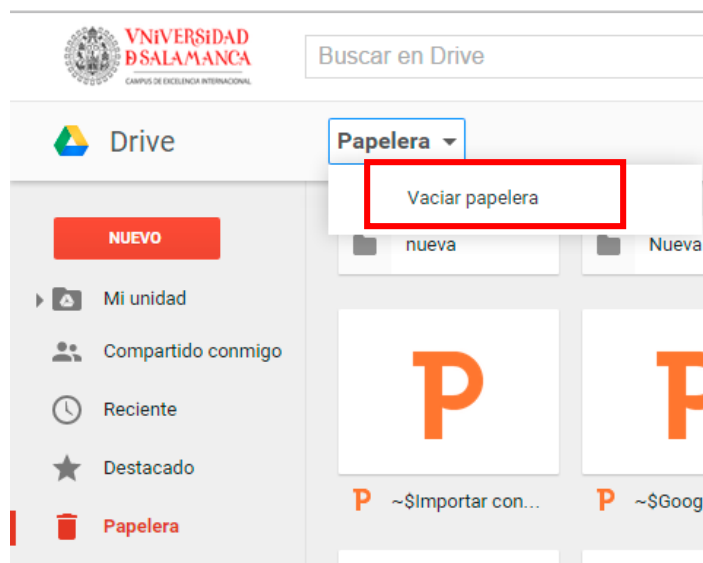 VNiVERSiDAD
D SALAMANCA
CAMPUS DE EXCELENCIA INTERNACIONAL
Buscar en Drive
Drive
Papelera
Vaciar papelera
NUEVO
nueva
Nueva
Mi unidad
Compartido conmigo
Reciente
Destacado
Papelera
~$Importar con...
~$Goog